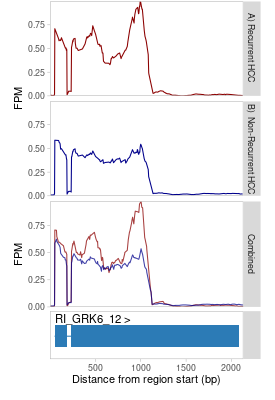 0.75
0.50
0.25
0.00
FPM
A) Recurrent HCC
0.75
0.50
0.25
0.00
B) Non-Recurrent HCC
0.75
0.50
0.25
0.00
FPM
Combined
RI_GRK6_12 >
500
1000
1500
2000
Distance from region start (bp)